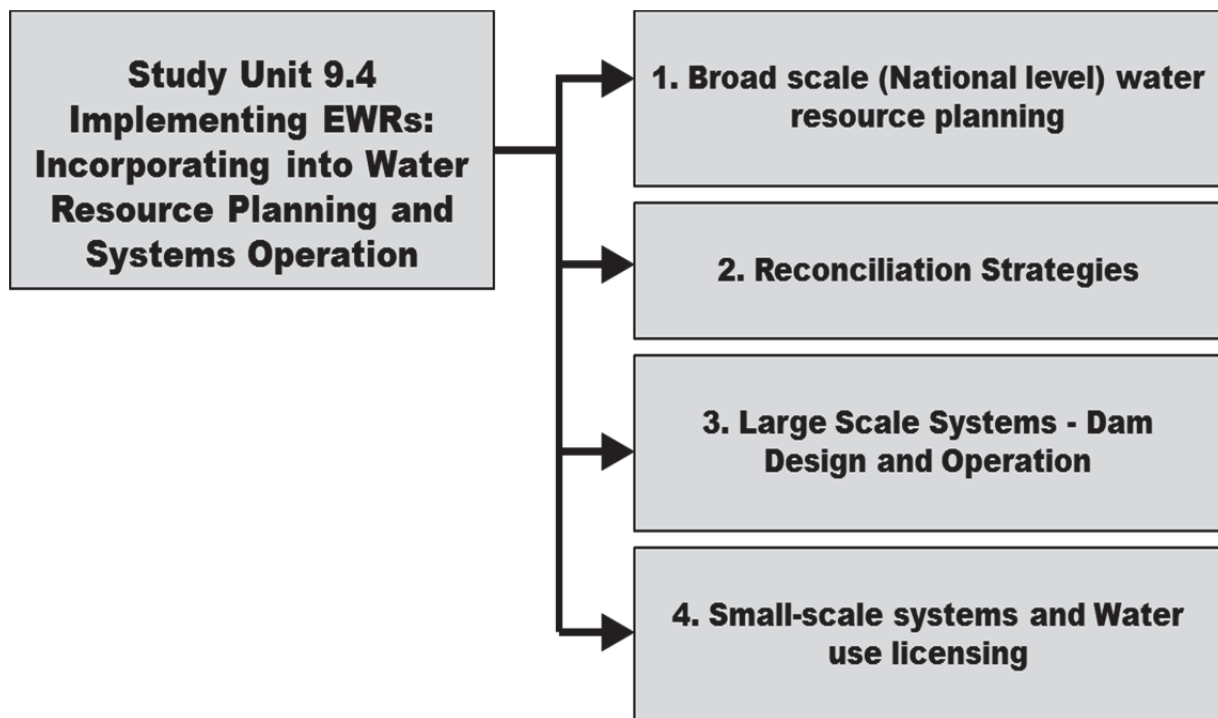 Study Unit 9.4
Implementing EWRs:
Incorporating into Water
Resource Planning and
Systems Operation
1. Broad scale (National level) water
resource planning
2. Reconciliation Strategies
3. Large Scale Systems - Dam
Design and Operation
4. Small-scale systems and Water
use licensing